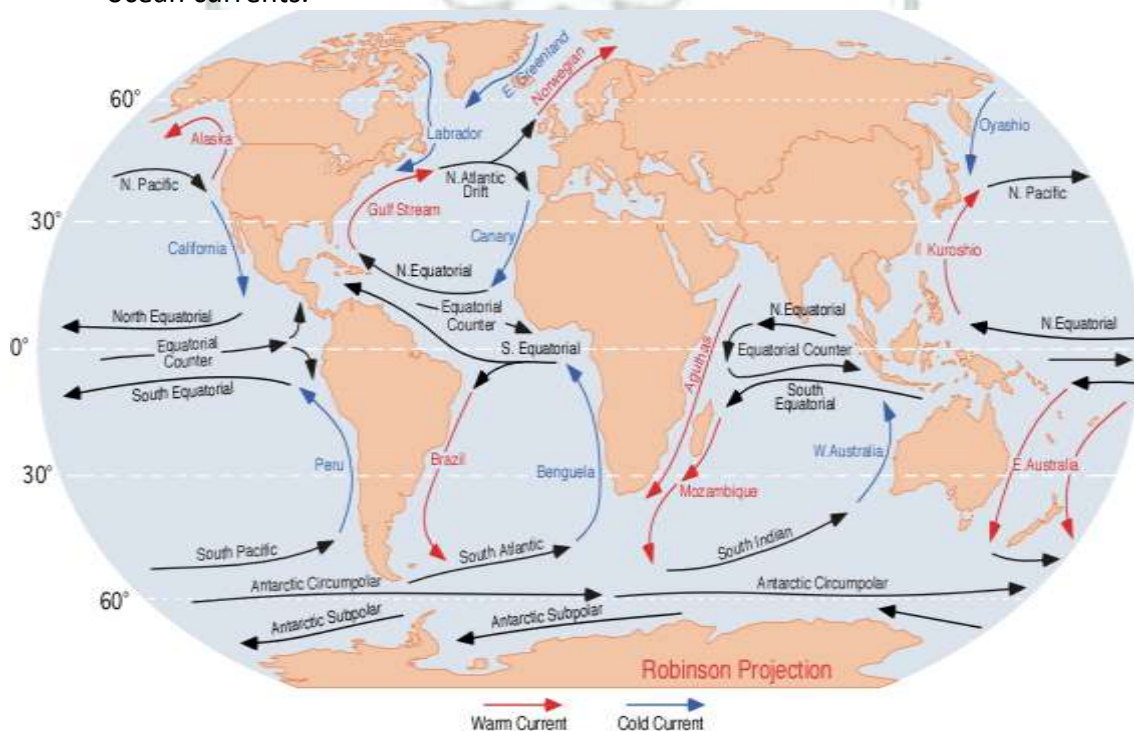 ocean currents.
60°
30°
0°
60°
30°
Alaska
N. Pacific
California
North Equatorial
Equatorial
Counter
South Equatorial
Peru
South Pacific
Antarctic Circumpolar
Antarctic Subpolar
Labrador
E. Greenland
Norwegian
N.Atlantic
Drift
Gulf Stream
Canary
N.Equatorial
Equatorial
Counter
S. Equatorial
Brazil
Benguela
South Atlantic
Antarctic Subpolar
Agulhas
Mozambique
N.Equatorial
Equatorial Counter
South
Equatorial
W.Australia
South Indian
Antarctic Circumpolar
Oyashio
N. Pacific
Kuroshio
N.Equatorial
E.Australia
Robinson Projection
Warm Current
Cold Current